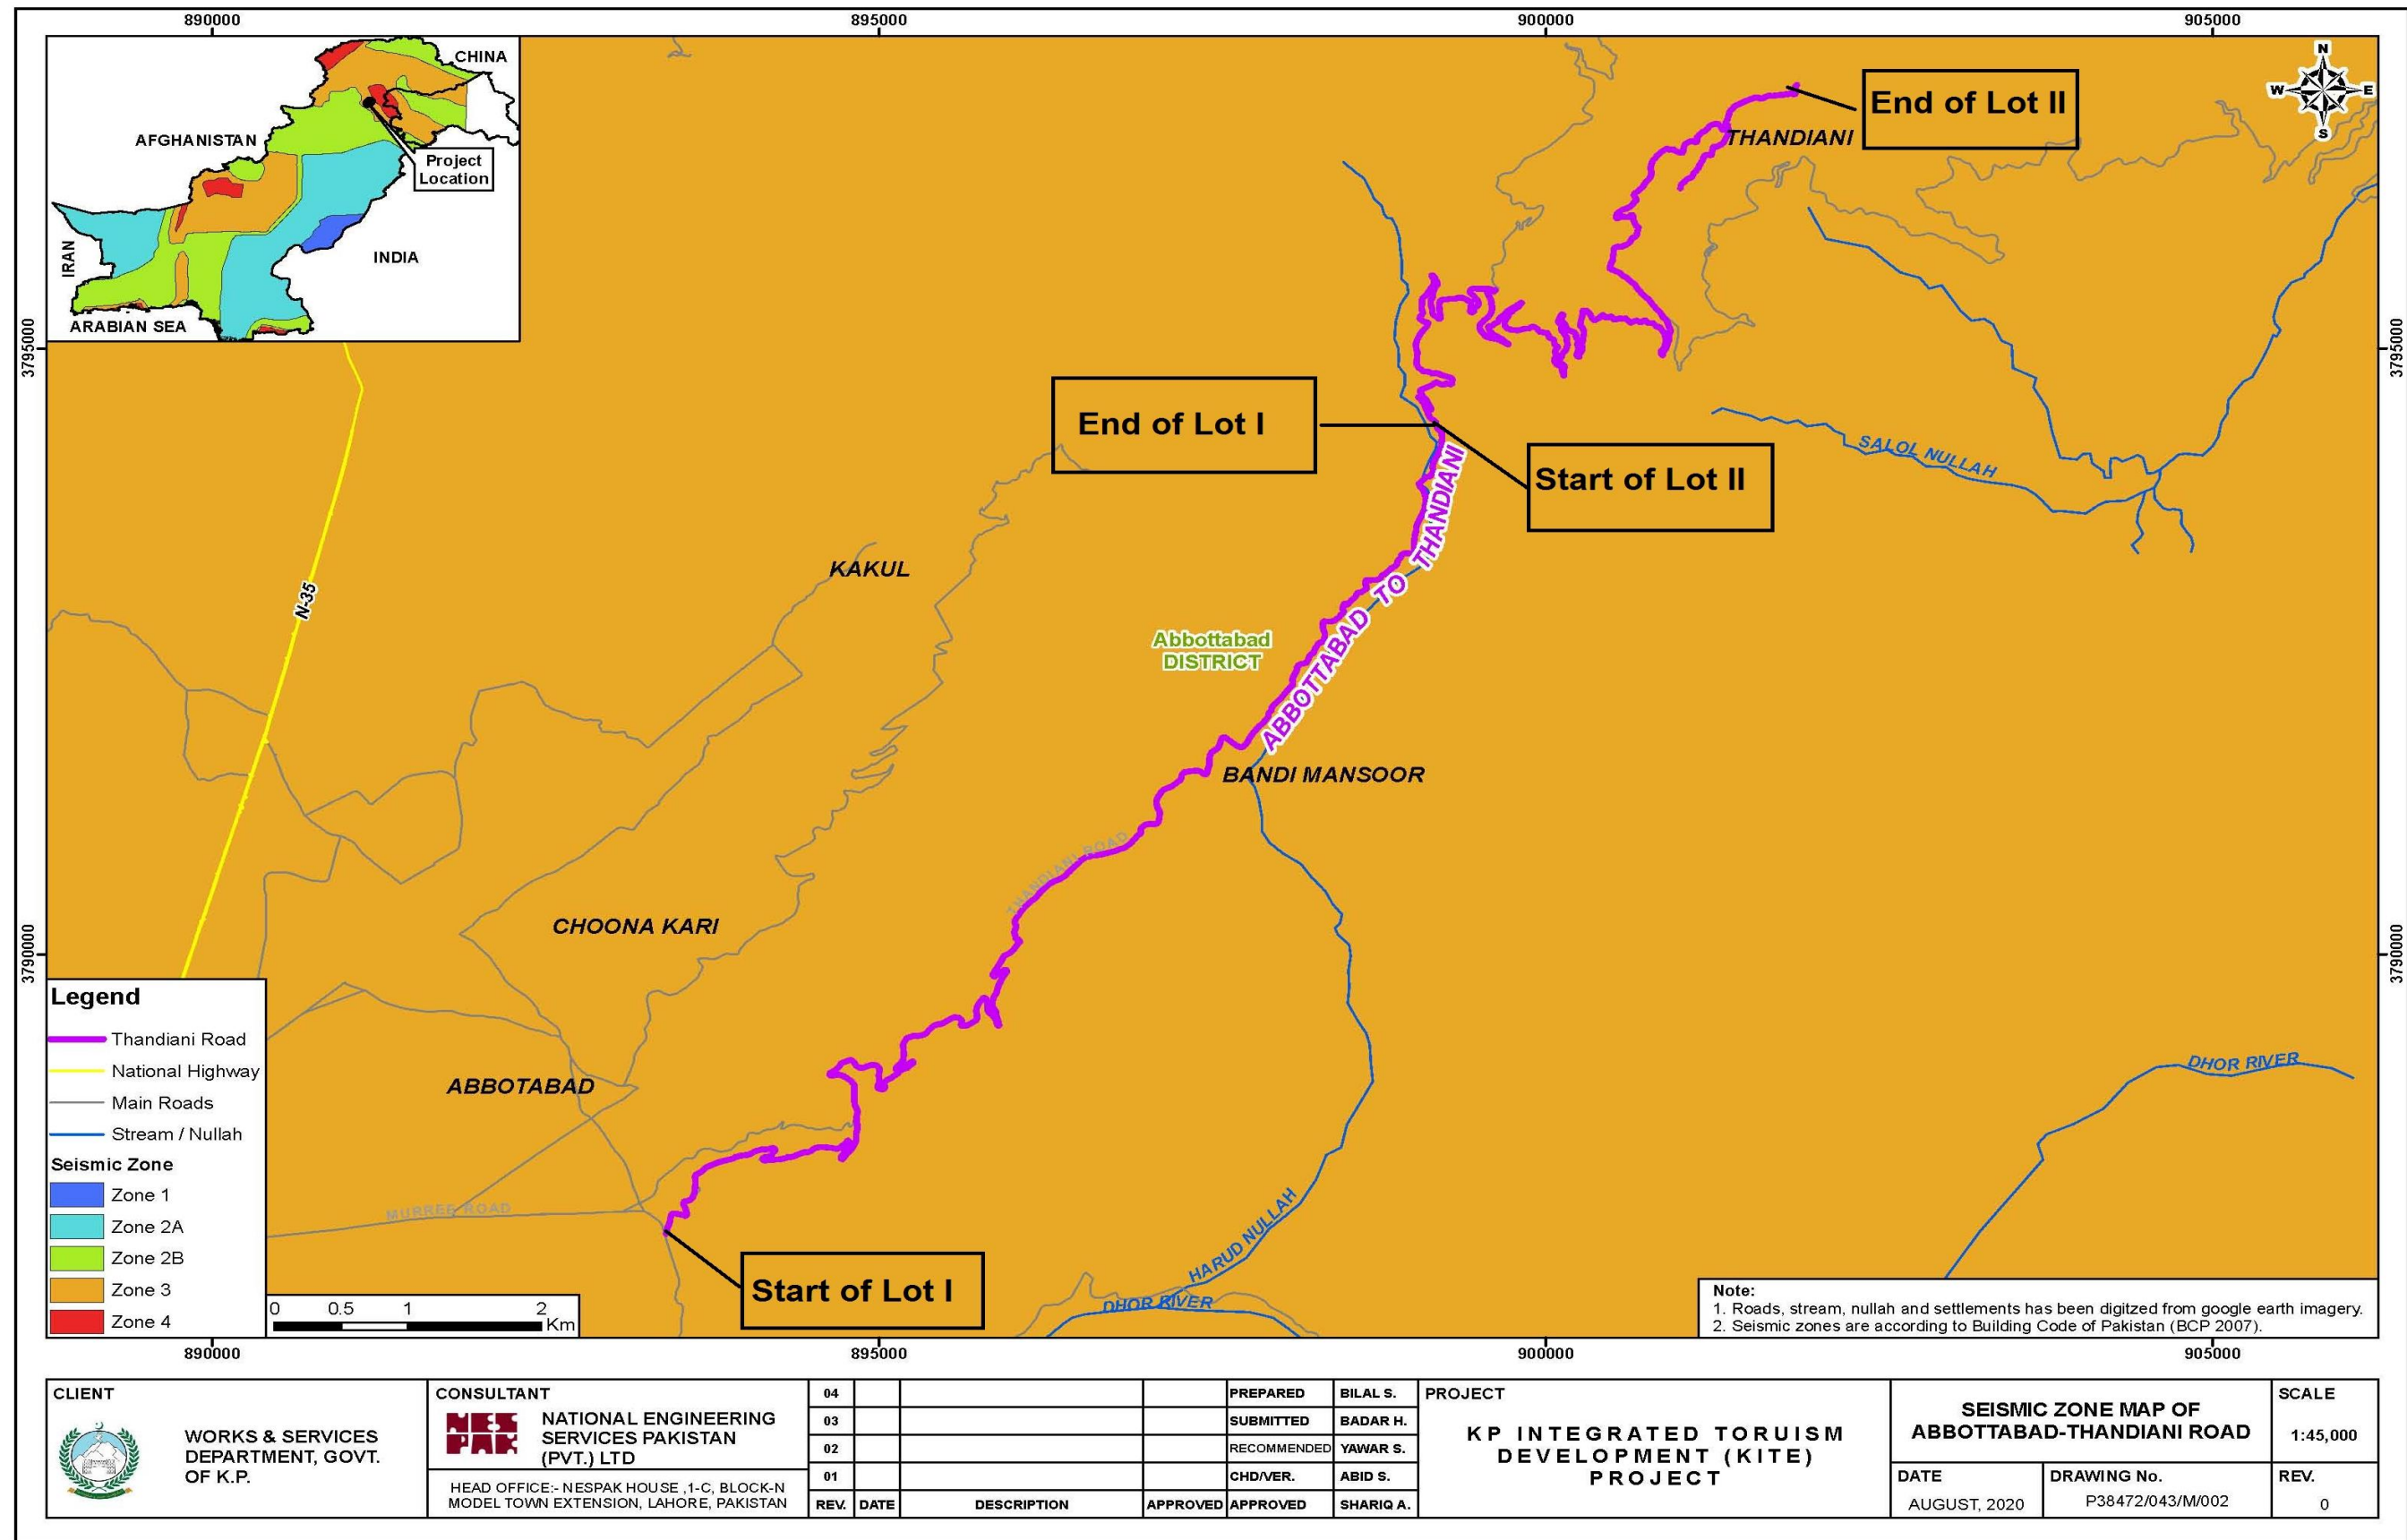 890000
895000
900000
905000
CHINA
AFGHANISTAN
Project
Location
IRAN
INDIA
ARABIAN SEA
N
W
E
S
End of Lot II
THANDIANI
3795000
3795000
End of Lot I
Start of Lot II
SALOL NULLAH
KAKUL
N-35
Abbottabad
DISTRICT
ABBOTTABAD TO THANDIANI
BANDI MANSOOR
THANDIANI ROAD
CHOONA KARI
3790000
3790000
ABBOTABAD
DHOR RIVER
MURREE ROAD
HARUD NULLAH
DHOR RIVER
Start of Lot I
Legend
Thandiani Road
National Highway
Main Roads
Stream / Nullah
Seismic Zone
Zone 1
Zone 2A
Zone 2B
Zone 3
Zone 4
0 0.5 1 2
Km
Note:
1. Roads, stream, nullah and settlements has been digitzed from google earth imagery.
2. Seismic zones are according to Building Code of Pakistan (BCP 2007).
890000
895000
900000
905000
CLIENT
WORKS & SERVICES
DEPARTMENT, GOVT.
OF K.P.
CONSULTANT
NES
PAK
NATIONAL ENGINEERING
SERVICES PAKISTAN
(PVT.) LTD
HEAD OFFICE:- NESPAK HOUSE ,1-C, BLOCK-N
MODEL TOWN EXTENSION, LAHORE, PAKISTAN
04 PREPARED BILAL S.
03 SUBMITTED BADAR H.
02 RECOMMENDED YAWAR S.
01 CHD/VER. ABID S.
REV. DATE DESCRIPTION APPROVED APPROVED SHARIQ A.
PROJECT
KP INTEGRATED TORUISM
DEVELOPMENT (KITE)
PROJECT
SEISMIC ZONE MAP OF
ABBOTTABAD-THANDIANI ROAD
SCALE
1:45,000
DATE
AUGUST, 2020
DRAWING No.
P38472/043/M/002
REV.
0